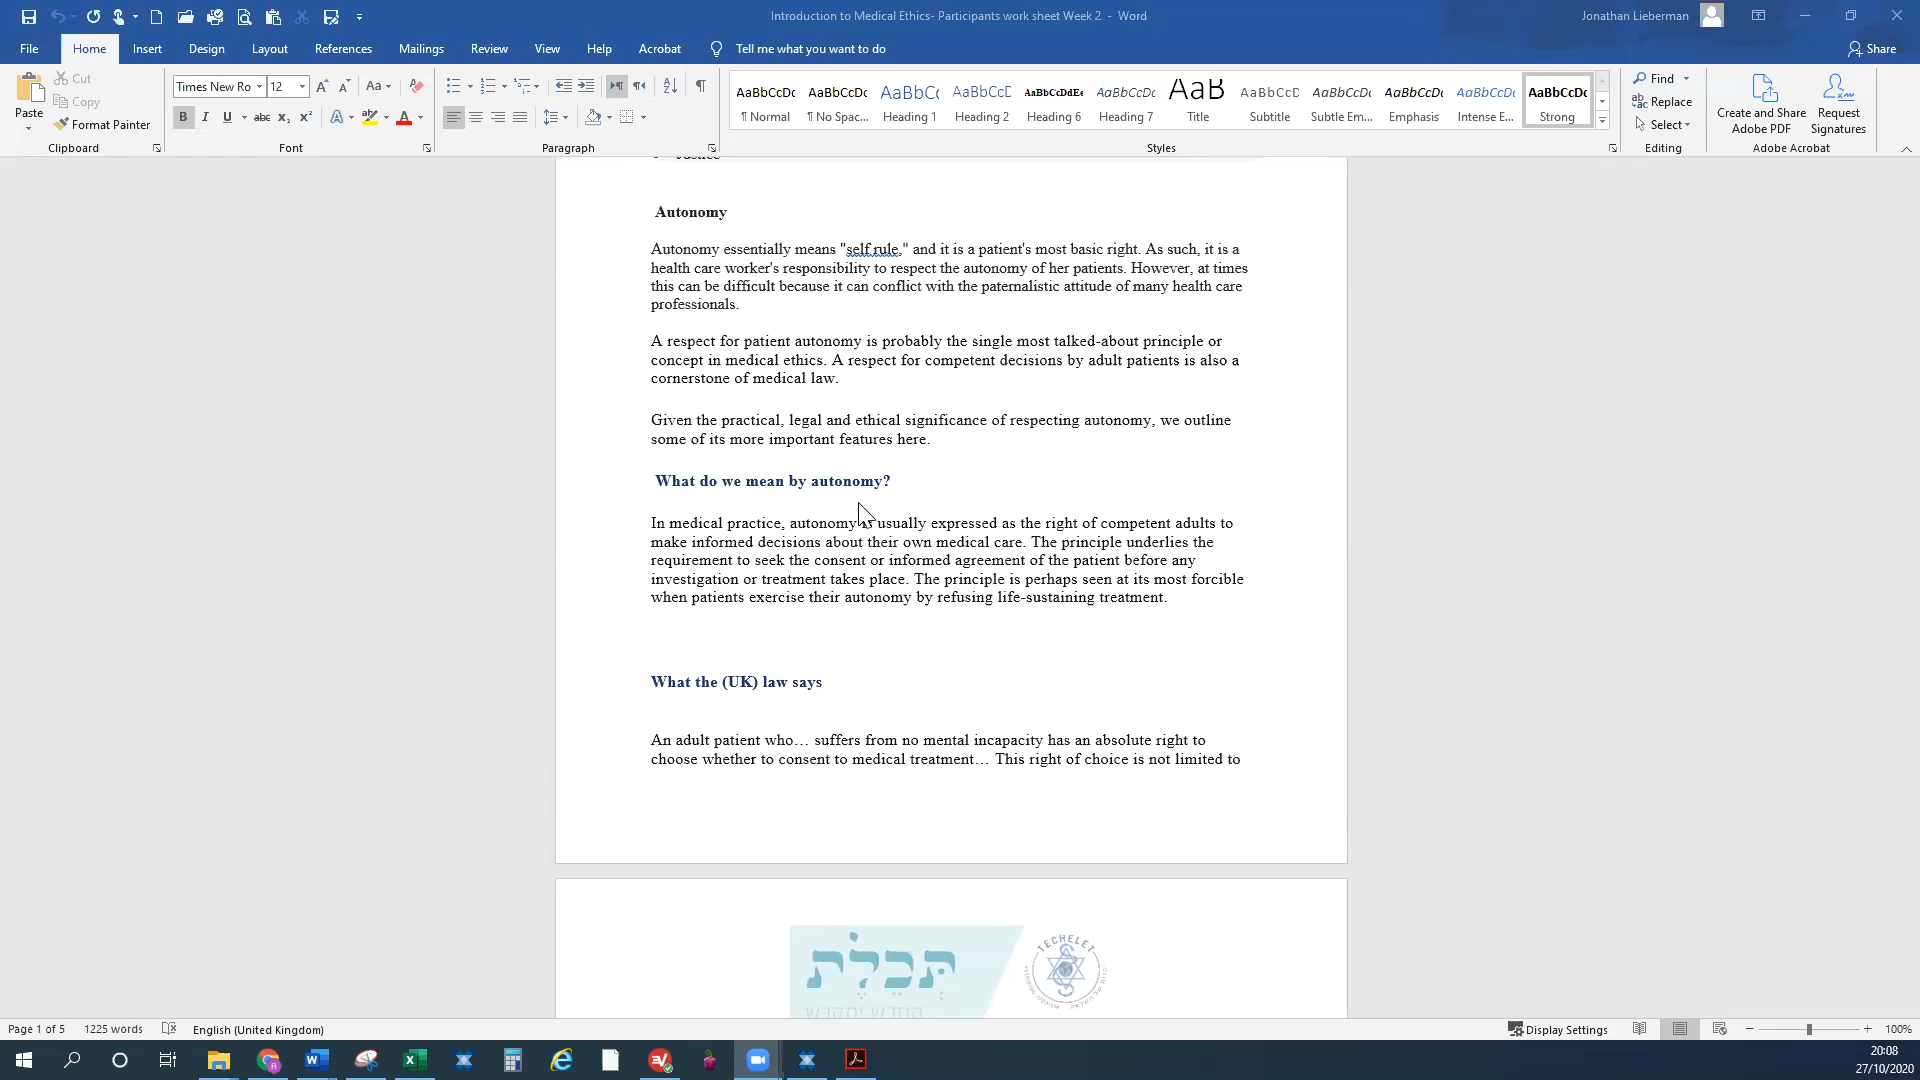 Introduction to Medical Ethics- Participants work sheet Week 2 - Word
Jonathan Lieberman
File Home Insert Design Layout References Mailings Review View Help Acrobat Tell me what you want to do Share
Paste
Cut
Copy
Format Painter
Clipboard
Times New Ro 12
Font
Paragraph
AaBbCcDc AaBbCcDc AaBbC AaBbCcD AaBbCcDdEe AaBbCcDc AaB AaBbCcD AaBbCcDc AaBbCcDc AaBbCcDc AaBbCcDc
¶ Normal ¶ No Spac... Heading 1 Heading 2 Heading 6 Heading 7 Title Subtitle Subtle Em... Emphasis Intense E... Strong
Styles
Find
Replace
Select
Editing
Create and Share
Adobe PDF
Request
Signatures
Adobe Acrobat
Justice
Autonomy
Autonomy essentially means "self rule," and it is a patient's most basic right. As such, it is a
health care worker's responsibility to respect the autonomy of her patients. However, at times
this can be difficult because it can conflict with the paternalistic attitude of many health care
professionals.
A respect for patient autonomy is probably the single most talked-about principle or
concept in medical ethics. A respect for competent decisions by adult patients is also a
cornerstone of medical law.
Given the practical, legal and ethical significance of respecting autonomy, we outline
some of its more important features here.
What do we mean by autonomy?
In medical practice, autonomy is usually expressed as the right of competent adults to
make informed decisions about their own medical care. The principle underlies the
requirement to seek the consent or informed agreement of the patient before any
investigation or treatment takes place. The principle is perhaps seen at its most forcible
when patients exercise their autonomy by refusing life-sustaining treatment.
What the (UK) law says
An adult patient who… suffers from no mental incapacity has an absolute right to
choose whether to consent to medical treatment… This right of choice is not limited to
תְּכֵלֶת
TECHELET
Page 1 of 5 1225 words English (United Kingdom) Display Settings 100%
20:08
27/10/2020